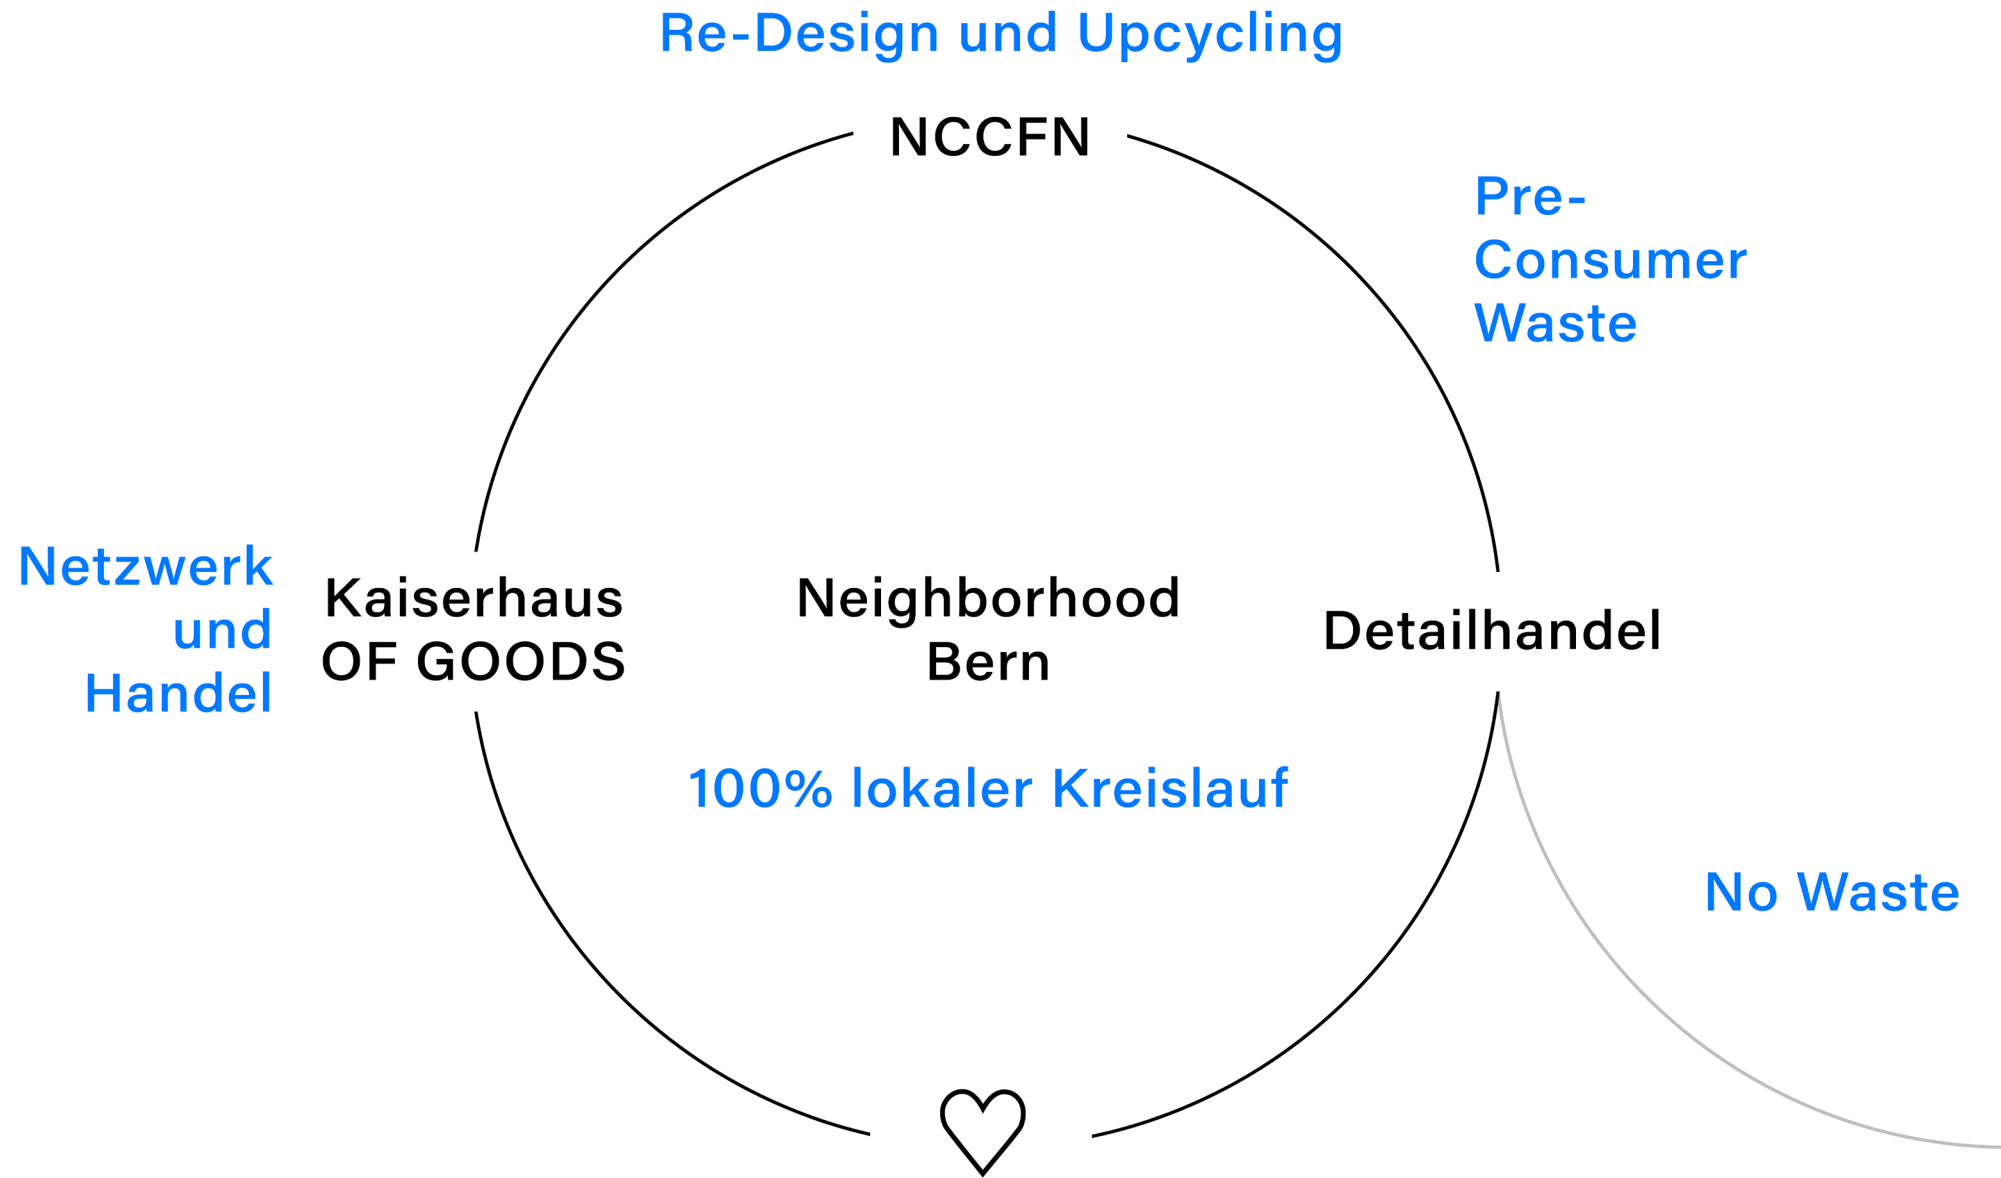 Re-Design und Upcycling
NCCFN
Pre-
Consumer
Waste
Netzwerk
und
Handel
Kaiserhaus
OF GOODS
Neighborhood
Bern
Detailhandel
100% lokaler Kreislauf
No Waste